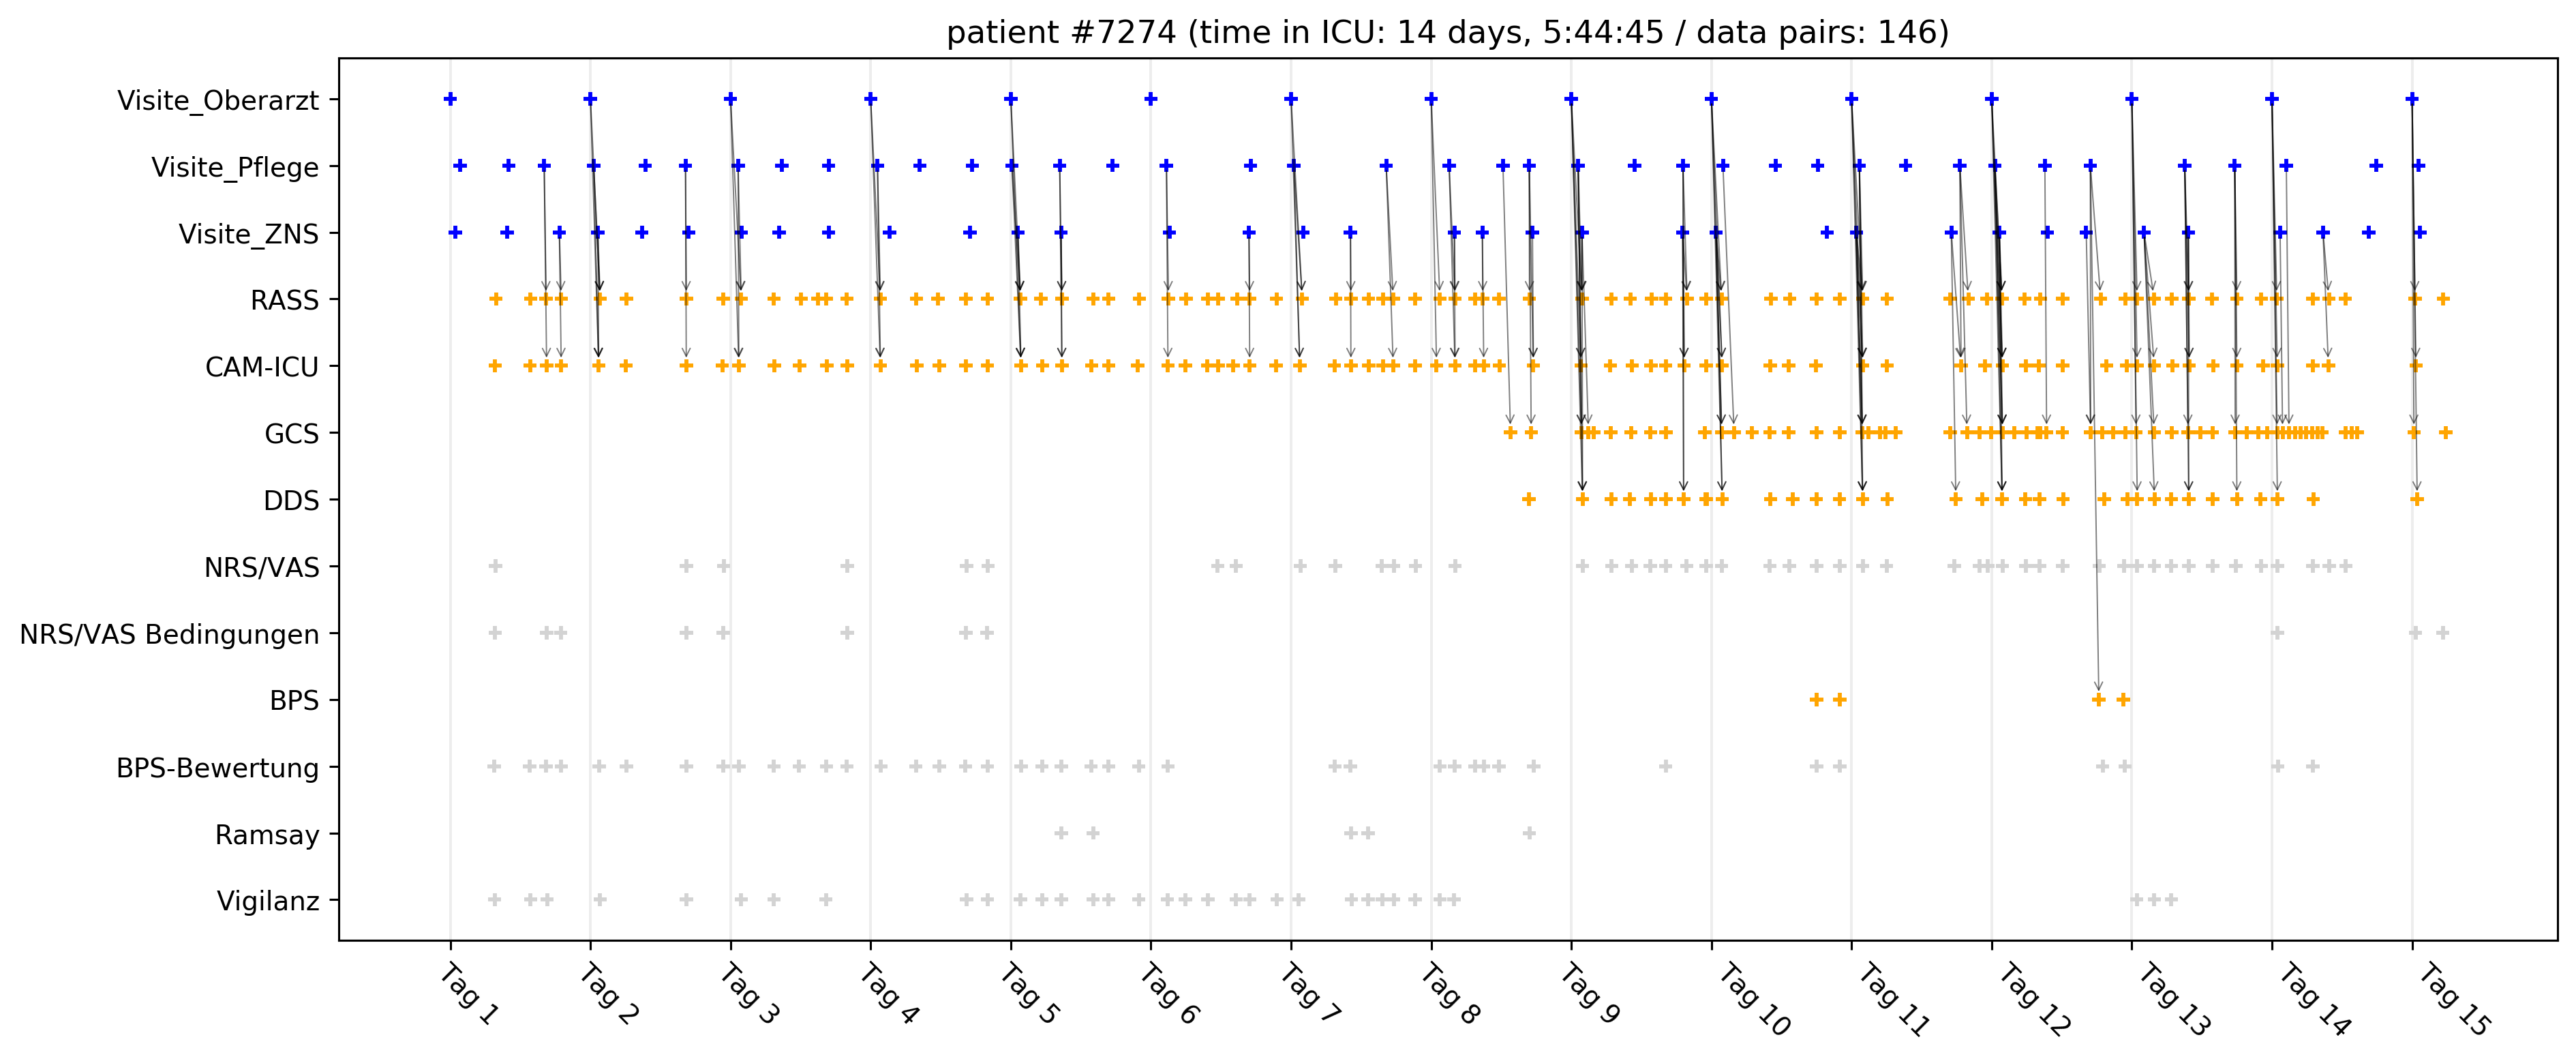 patient #7274 (time in ICU: 14 days, 5:44:45 / data pairs: 146)
Visite_Oberarzt
Visite_Pflege
Visite_ZNS
RASS
CAM-ICU
GCS
DDS
NRS/VAS
NRS/VAS Bedingungen
BPS
BPS-Bewertung
Ramsay
Vigilanz
Tag 1
Tag 2
Tag 3
Tag 4
Tag 5
Tag 6
Tag 7
Tag 8
Tag 9
Tag 10
Tag 11
Tag 12
Tag 13
Tag 14
Tag 15